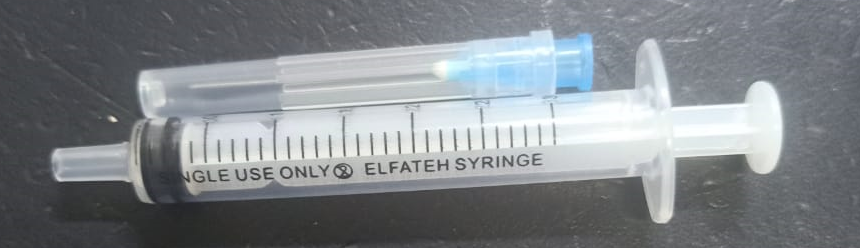 NGLE USE ONLY ELFATEH SYRINGE